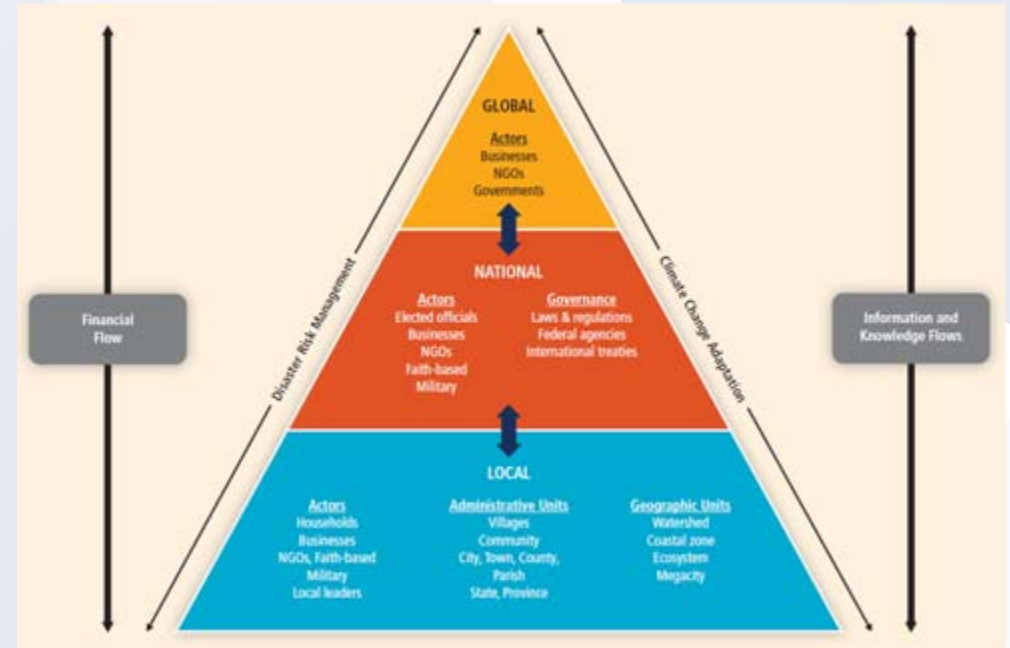 GLOBAL
Actors
Businesses
NGOs
Governments
NATIONAL
Actors
Elected officials
Businesses
NGOs
Faith-based
Military
Governance
Laws & regulations
Federal agencies
International treaties
LOCAL
Actors
Households
Businesses
NGOs, Faith-based
Military
Local leaders
Administrative Units
Villages
Community
City, Town, County,
Parish
State, Province
Geographic Units
Watershed
Coastal zone
Ecosystem
Megacity
Financial
Flow
Disaster Risk Management
Climate Change Adaptation
Information and
Knowledge Flows